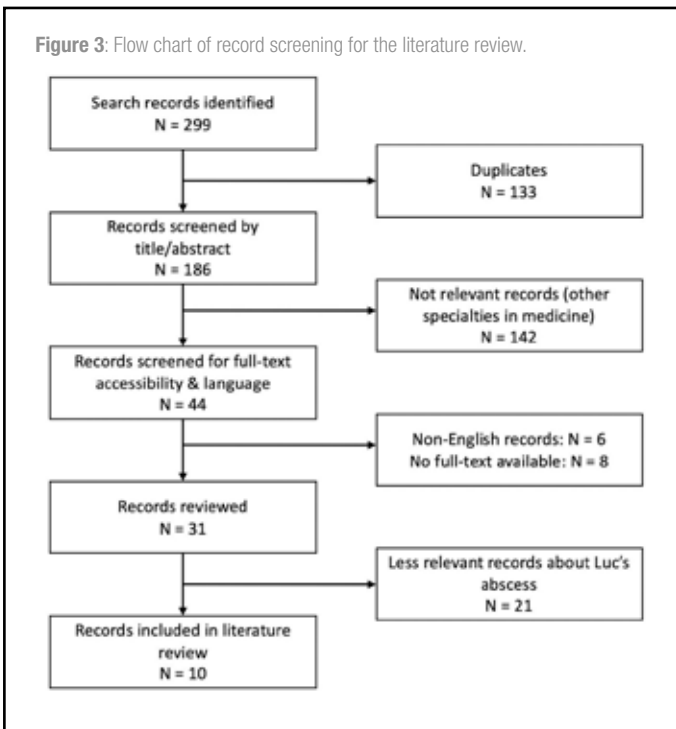 Figure 3: Flow chart of record screening for the literature review.
Search records identified
N = 299
Duplicates
N = 133
Records screened by
title/abstract
N = 186
Not relevant records (other
specialties in medicine)
N = 142
Records screened for full-text
accessibility & language
N = 44
Non-English records: N = 6
No full-text available: N = 8
Records reviewed
N = 31
Less relevant records about Luc's
abscess
N = 21
Records included in literature
review
N = 10